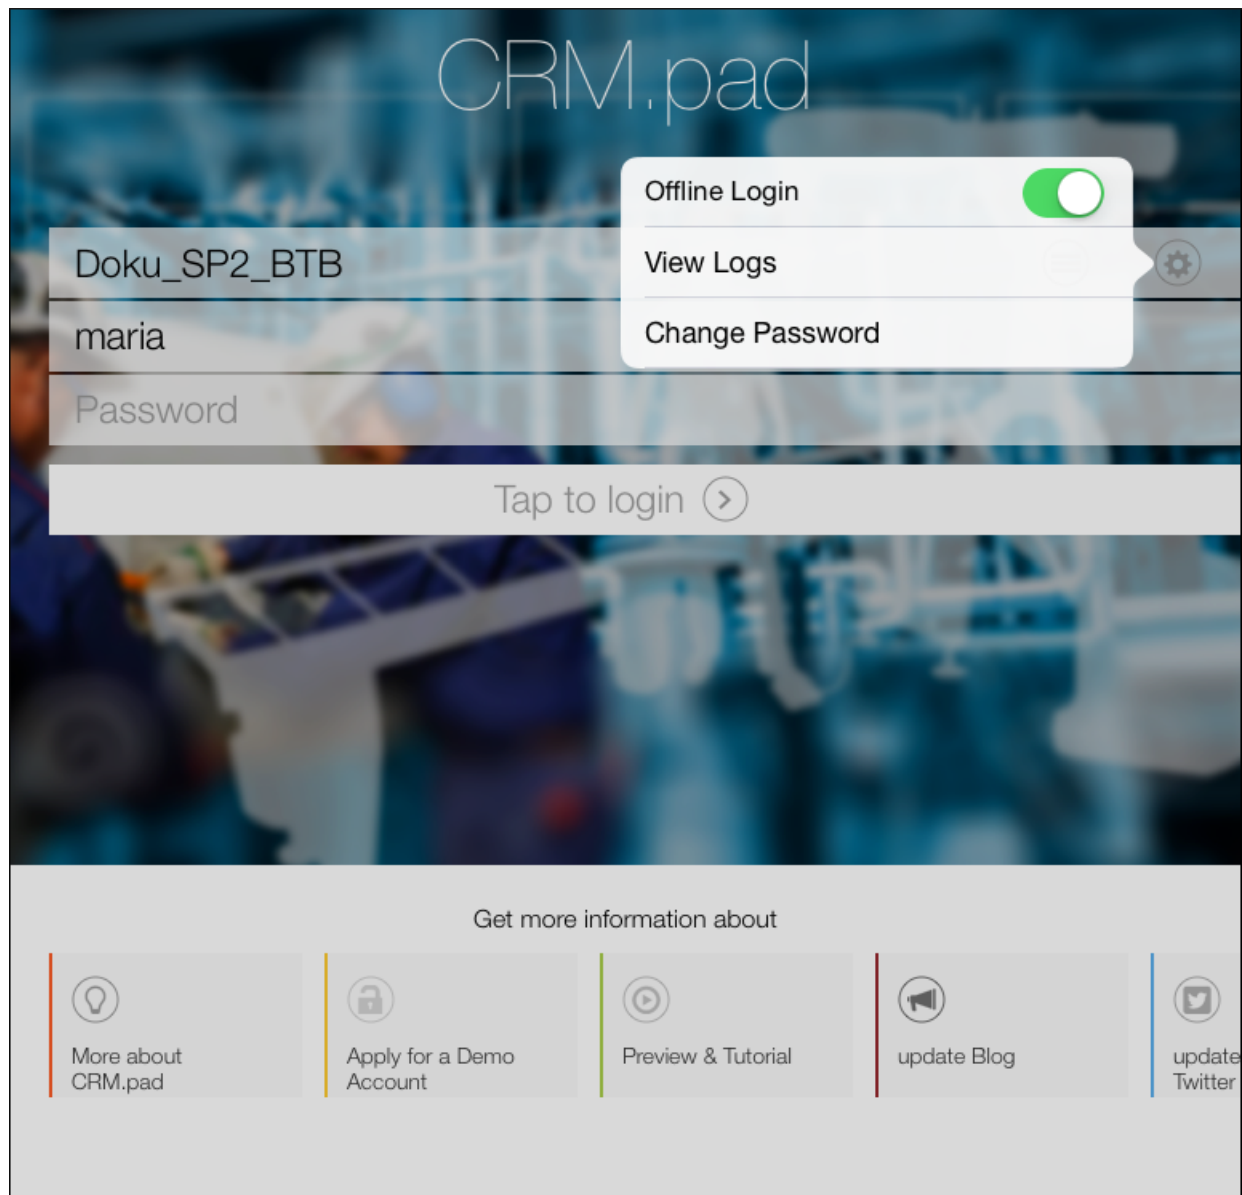 CRM.pad
Offline Login
View Logs
Change Password
Doku_SP2_BTB
maria
Password
Tap to login
Get more information about
More about
CRM.pad
Apply for a Demo
Account
Preview & Tutorial
update Blog
update
Twitter